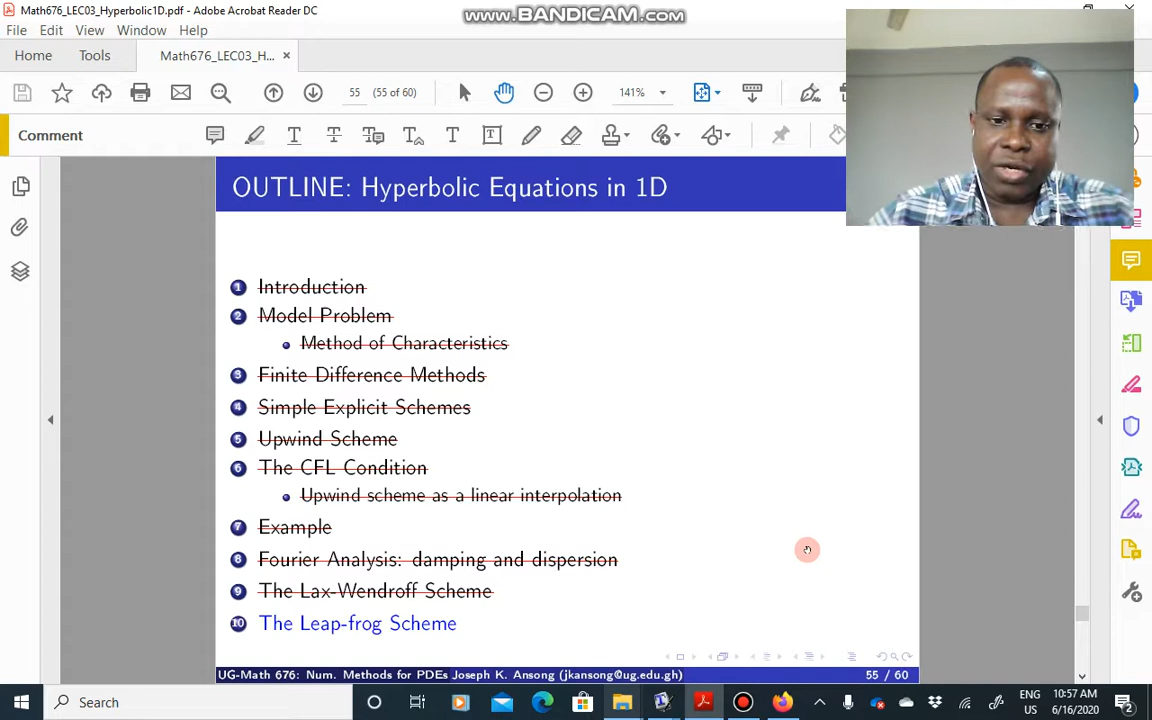 Math676_LEC03_Hyperbolic1D.pdf - Adobe Acrobat Reader DC
www.BANDICAM.com
File Edit View Window Help
Home Tools Math676_LEC03_H... ×
55 (55 of 60) 141%
Comment
OUTLINE: Hyperbolic Equations in 1D
1 Introduction
2 Model Problem
Method of Characteristics
3 Finite Difference Methods
4 Simple Explicit Schemes
5 Upwind Scheme
6 The CFL Condition
Upwind scheme as a linear interpolation
7 Example
8 Fourier Analysis: damping and dispersion
9 The Lax-Wendroff Scheme
10 The Leap-frog Scheme
UG-Math 676: Num. Methods for PDEs Joseph K. Ansong (jkansong@ug.edu.gh) 55 / 60
Search
ENG
US
10:57 AM
6/16/2020
2